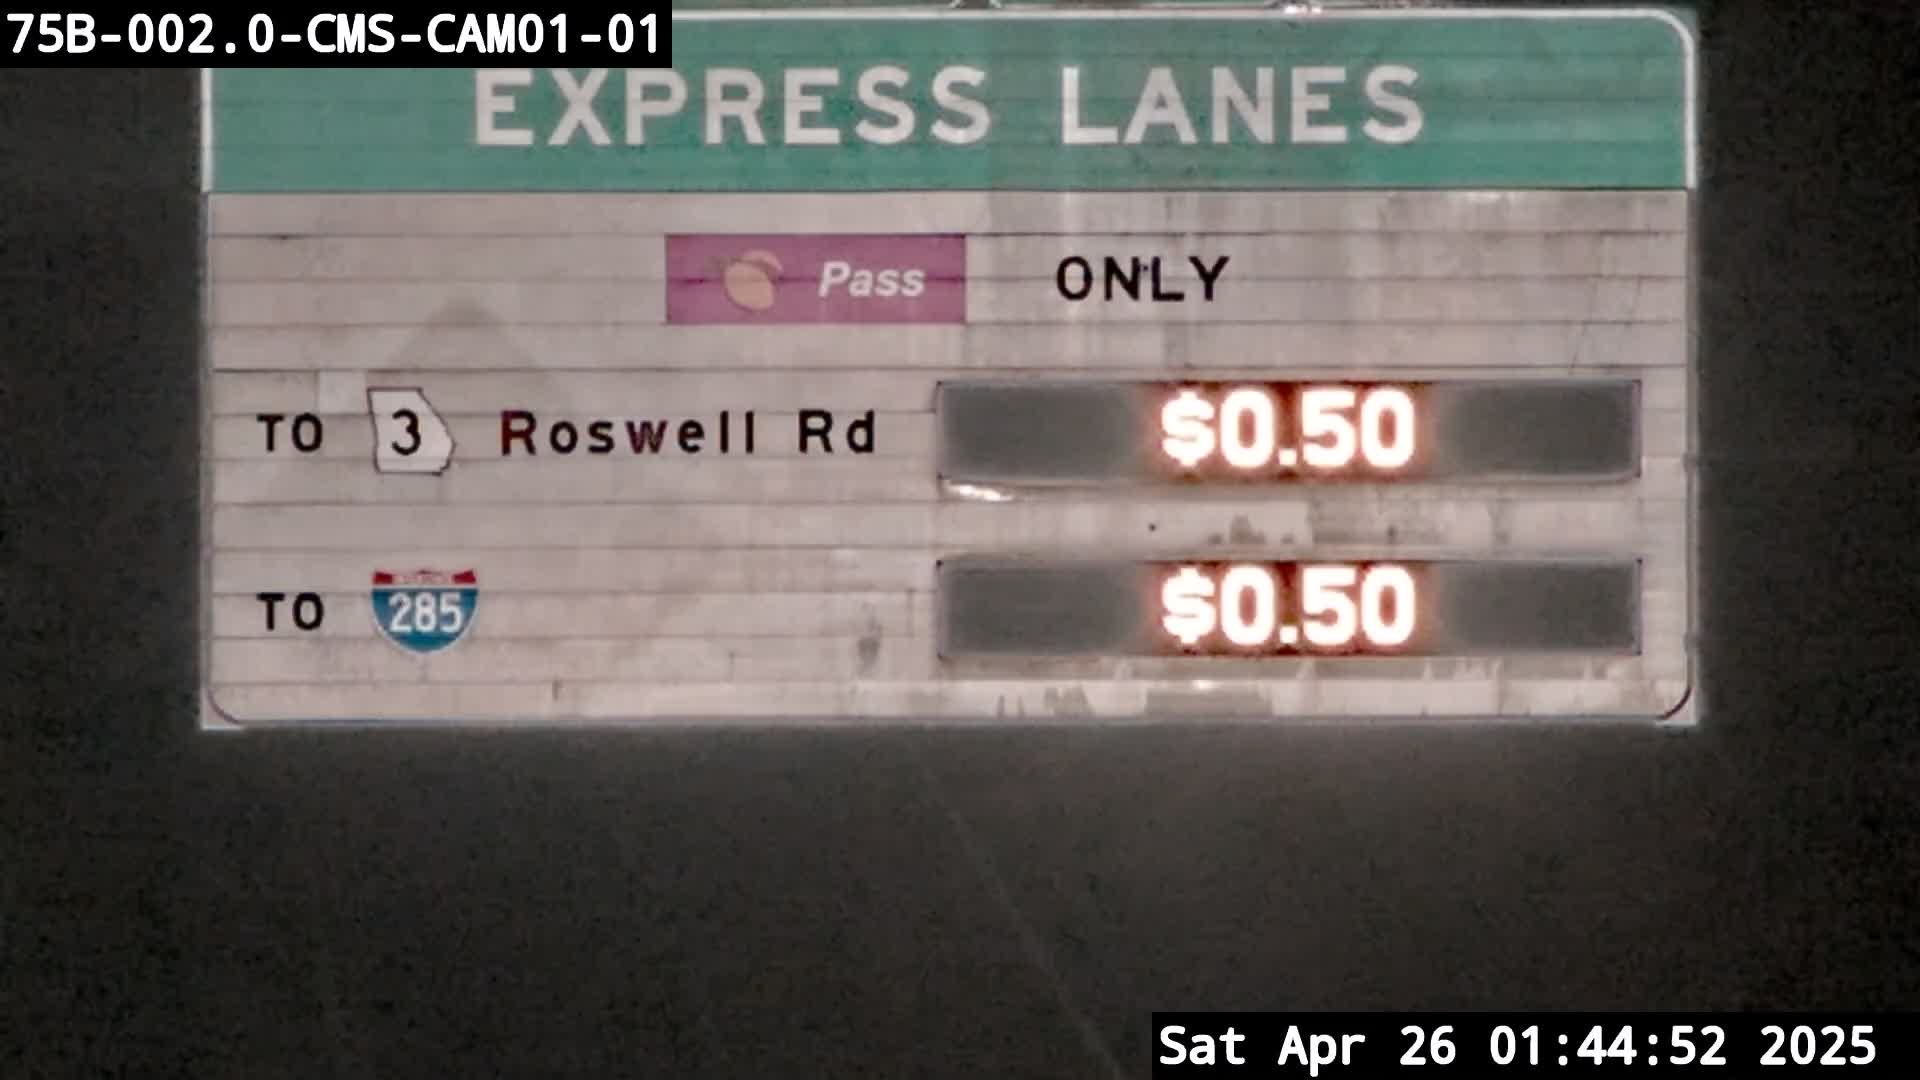 75B-002.0-CMS-CAM01-01
EXPRESS LANES
Pass ONLY
TO 3 Roswell Rd $0.50
TO 285 $0.50
Sat Apr 26 01:44:52 2025